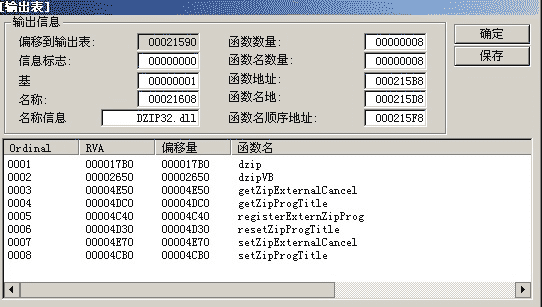 [输出表]
输出信息
偏移到输出表: 00021590 函数数量: 00000008
信息标志: 00000000 函数名数量: 00000008
基 00000001 函数地址: 000215B8
名称: 00021608 函数名地: 000215D8
名称信息 DZIP32.dll 函数名顺序地址: 000215F8
确定
保存
Ordinal RVA 偏移量 函数名
0001 000017B0 000017B0 dzip
0002 00002650 00002650 dzipVB
0003 00004E50 00004E50 getZipExternalCancel
0004 00004DC0 00004DC0 getZipProgTitle
0005 00004C40 00004C40 registerExternZipProg
0006 00004D30 00004D30 resetZipProgTitle
0007 00004E70 00004E70 setZipExternalCancel
0008 00004CB0 00004CB0 setZipProgTitle